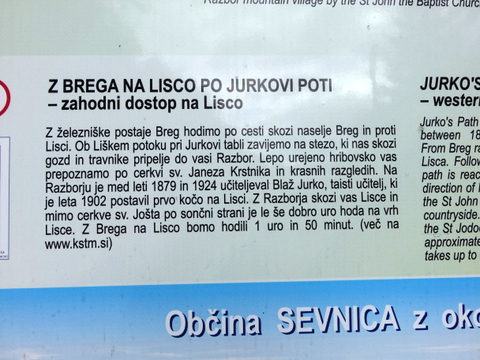 Razbor mountain village by the St John the Baptist Church
Z BREGA NA LISCO PO JURKOVI POTI
– zahodni dostop na Lisco
Z železniške postaje Breg hodimo po cesti skozi naselje Breg in proti
Lisci. Ob Liškem potoku pri Jurkovi tabli zavijemo na stezo, ki nas skozi
gozd in travnike pripelje do vasi Razbor. Lepo urejeno hribovsko vas
prepoznamo po cerkvi sv. Janeza Krstnika in krasnih razgledih. Na
Razborju je med leti 1879 in 1924 učiteljeval Blaž Jurko, taisti učitelj, ki
je leta 1902 postavil prvo kočo na Lisci. Z Razborja skozi vas Lisce in
mimo cerkve sv. Jošta po sončni strani je le še dobro uro hoda na vrh
Lisce. Z Brega na Lisco bomo hodili 1 uro in 50 minut. (več na
www.kstm.si)
JURKO'S
– western
Jurko's Path
between 18
From Breg ra
Lisca. Follow
path is reac
direction of
the St John
countryside.
the St Jodoc
approximate
takes up to
Občina SEVNICA z oko